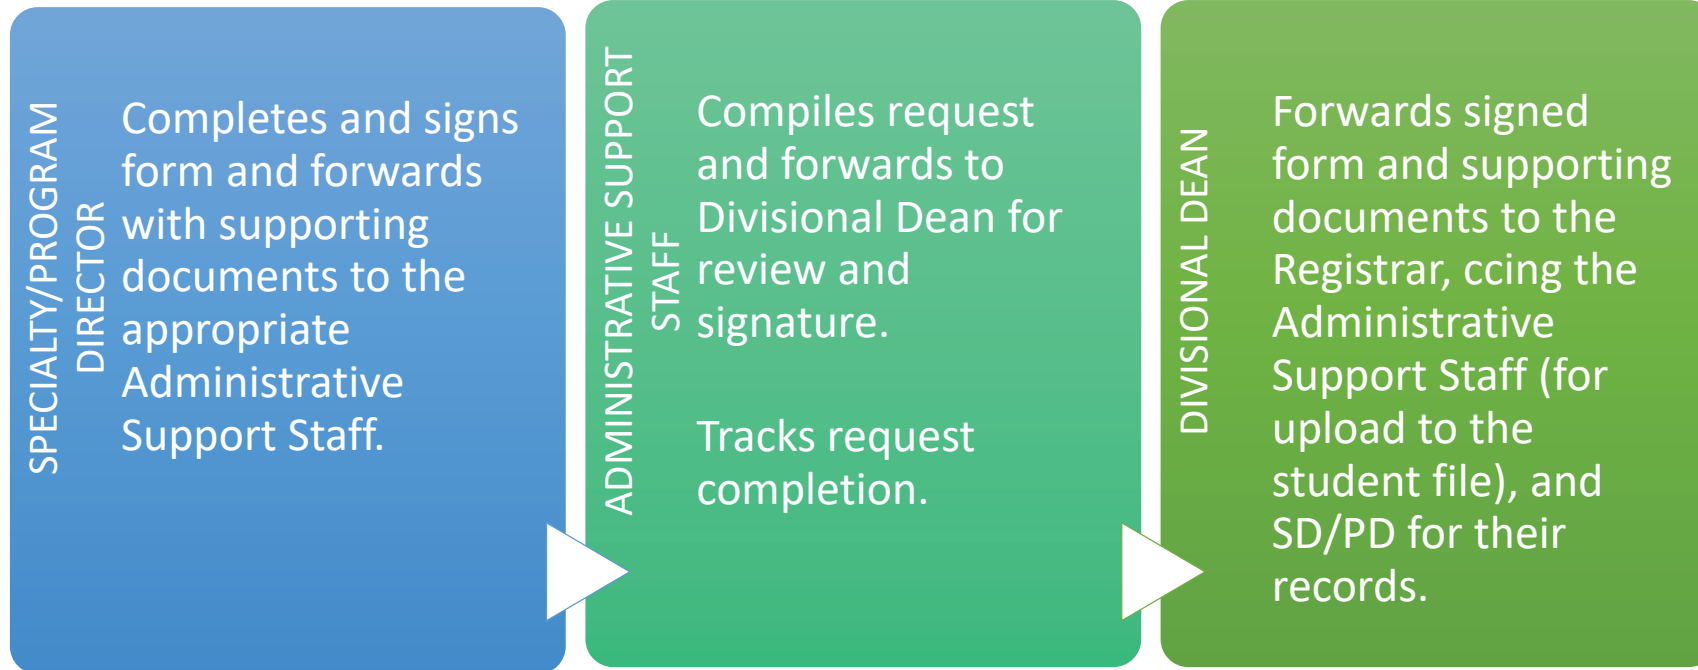 SPECIALTY/PROGRAM
DIRECTOR
Completes and signs
form and forwards
with supporting
documents to the
appropriate
Administrative
Support Staff.
ADMINISTRATIVE SUPPORT
STAFF
Compiles request
and forwards to
Divisional Dean for
review and
signature.
Tracks request
completion.
DIVISIONAL DEAN
Forwards signed
form and supporting
documents to the
Registrar, ccing the
Administrative
Support Staff (for
upload to the
student file), and
SD/PD for their
records.